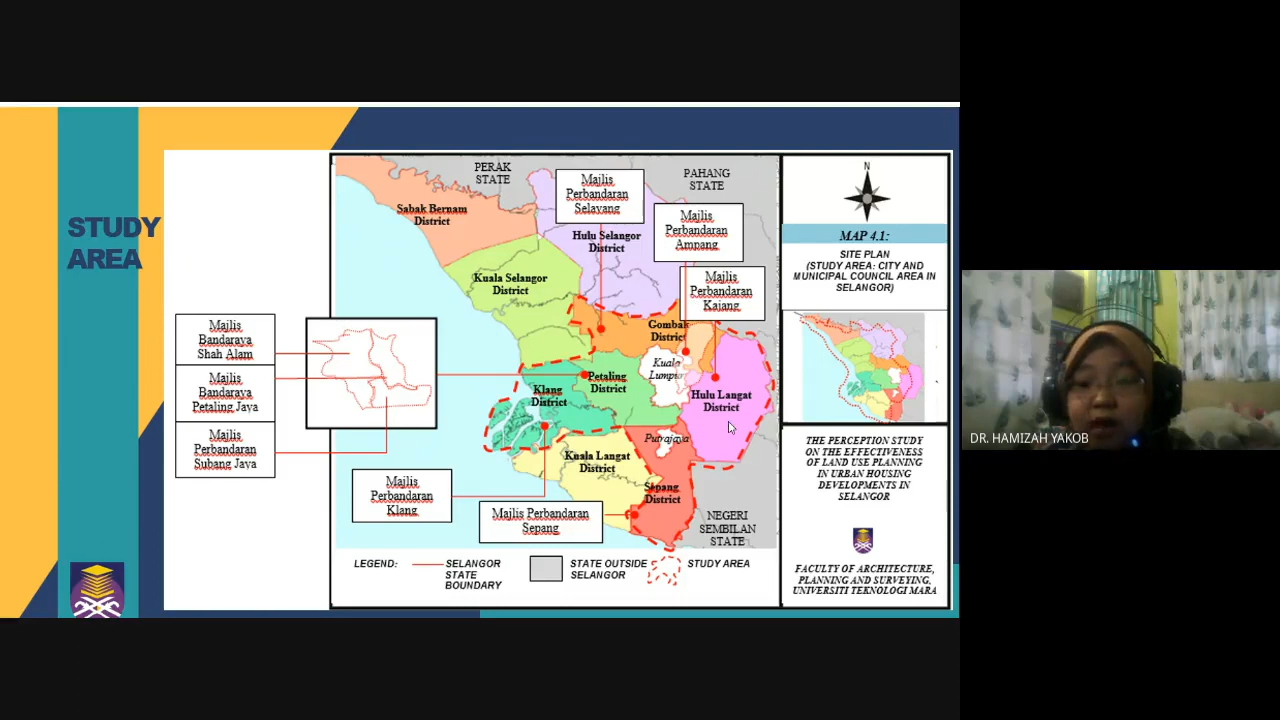 STUDY
AREA
PERAK
STATE
PAHANG
STATE
Majlis
Perbandaran
Selayang
Majlis
Perbandaran
Ampang
Majlis
Perbandaran
Kajang
Sabak Bernam
District
Hulu Selangor
District
Kuala Selangor
District
Gombak
District
Kuala
Lumpur
Petaling
District
Klang
District
Hulu Langat
District
Putrajaya
Kuala Langat
District
Sepang
District
NEGERI
SEMBILAN
STATE
Majlis
Bandaraya
Shah Alam
Majlis
Bandaraya
Petaling Jaya
Majlis
Perbandaran
Subang Jaya
Majlis
Perbandaran
Klang
Majlis Perbandaran
Sepang
LEGEND:
SELANGOR
STATE
BOUNDARY
STATE OUTSIDE
SELANGOR
STUDY AREA
N
MAP 4.1:
SITE PLAN
(STUDY AREA: CITY AND
MUNICIPAL COUNCIL AREA IN
SELANGOR)
THE PERCEPTION STUDY
ON THE EFFECTIVENESS
OF LAND USE PLANNING
IN URBAN HOUSING
DEVELOPMENTS IN
SELANGOR
FACULTY OF ARCHITECTURE,
PLANNING AND SURVEYING,
UNIVERSITI TEKNOLOGI MARA
DR. HAMIZAH YAKOB